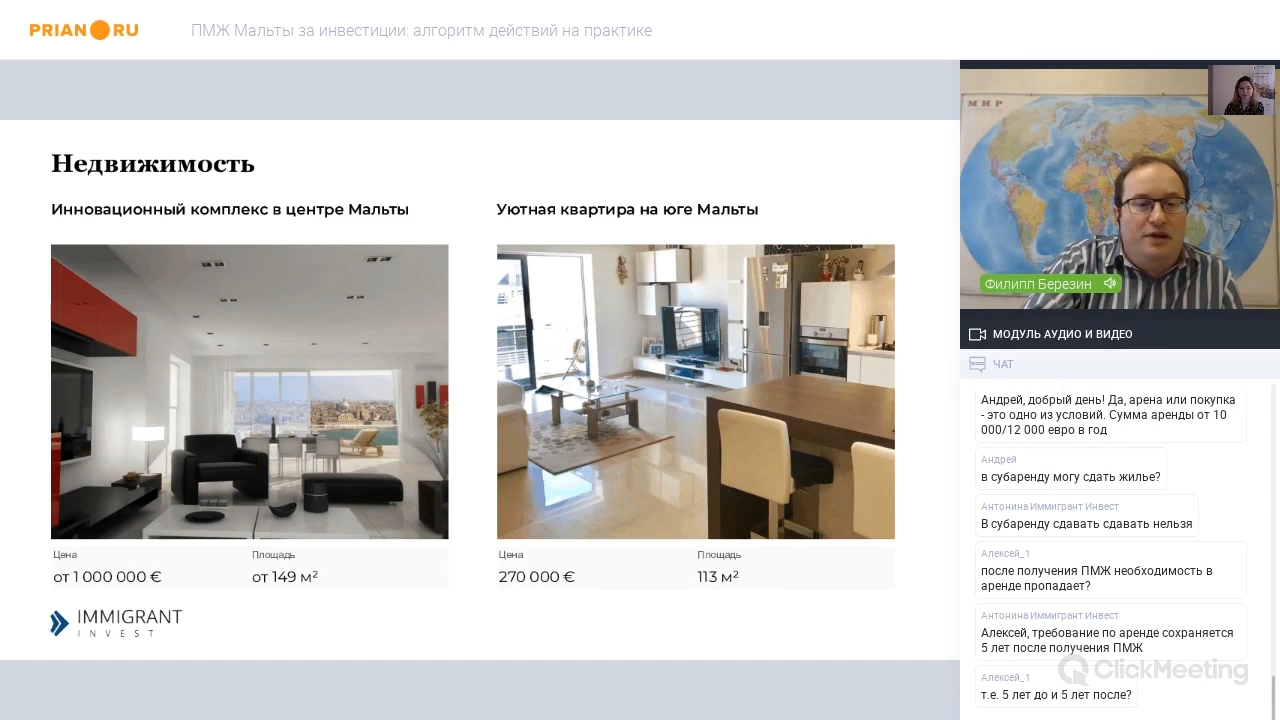 PRIAN RU
ПМЖ Мальты за инвестиции: алгоритм действий на практике
Недвижимость
Инновационный комплекс в центре Мальты
Уютная квартира на юге Мальты
Цена
Площадь
от 1 000 000 €
от 149 м²
Цена
Площадь
270 000 €
113 м²
IMMIGRANT
INVEST
МИР
Филипп Березин
МОДУЛЬ АУДИО И ВИДЕО
ЧАТ
Андрей, добрый день! Да, арена или покупка
- это одно из условий. Сумма аренды от 10
000/12 000 евро в год
Андрей
в субаренду могу сдать жилье?
Антонина Иммигрант Инвест
В субаренду сдавать сдавать нельзя
Алексей_1
после получения ПМЖ необходимость в
аренде пропадает?
Антонина Иммигрант Инвест
Алексей, требование по аренде сохраняется
5 лет после получения ПМЖ
ClickMeeting
Алексей_1
т.е. 5 лет до и 5 лет после?